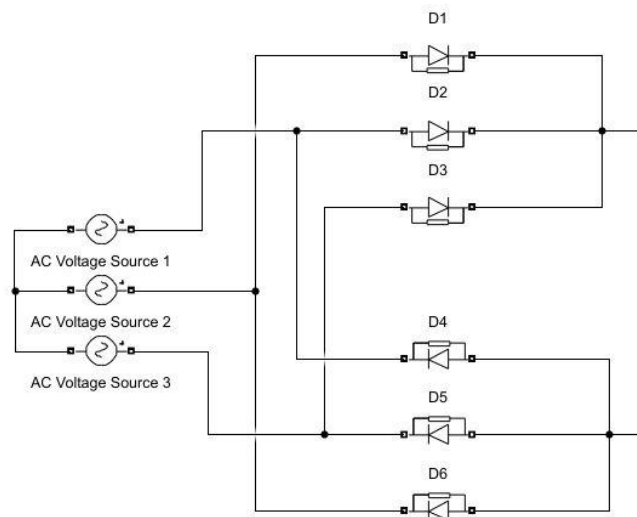 D1
D2
D3
AC Voltage Source 1
AC Voltage Source 2
AC Voltage Source 3
D4
D5
D6